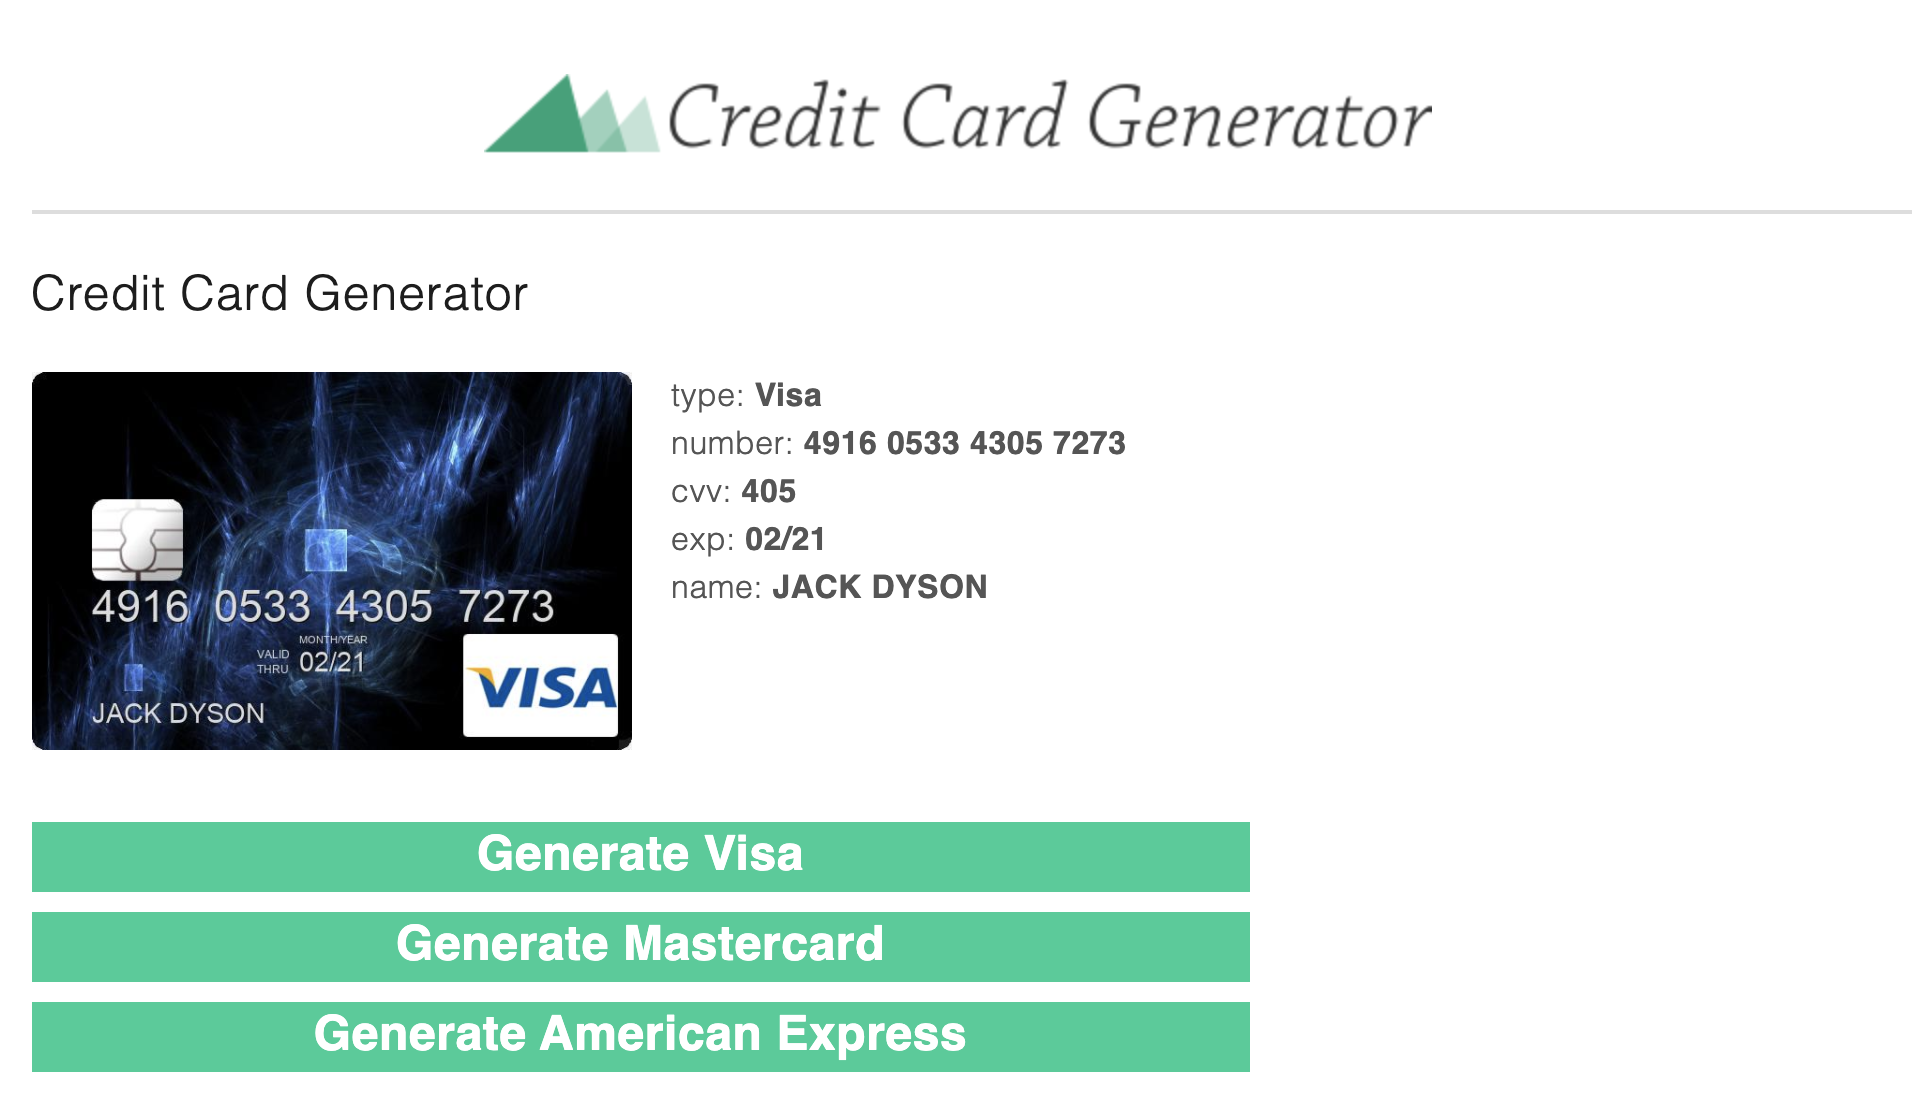 Credit Card Generator
Credit Card Generator
4916 0533 4305 7273
MONTH/YEAR
VALID THRU 02/21
JACK DYSON
VISA
type: Visa
number: 4916 0533 4305 7273
cvv: 405
exp: 02/21
name: JACK DYSON
Generate Visa
Generate Mastercard
Generate American Express